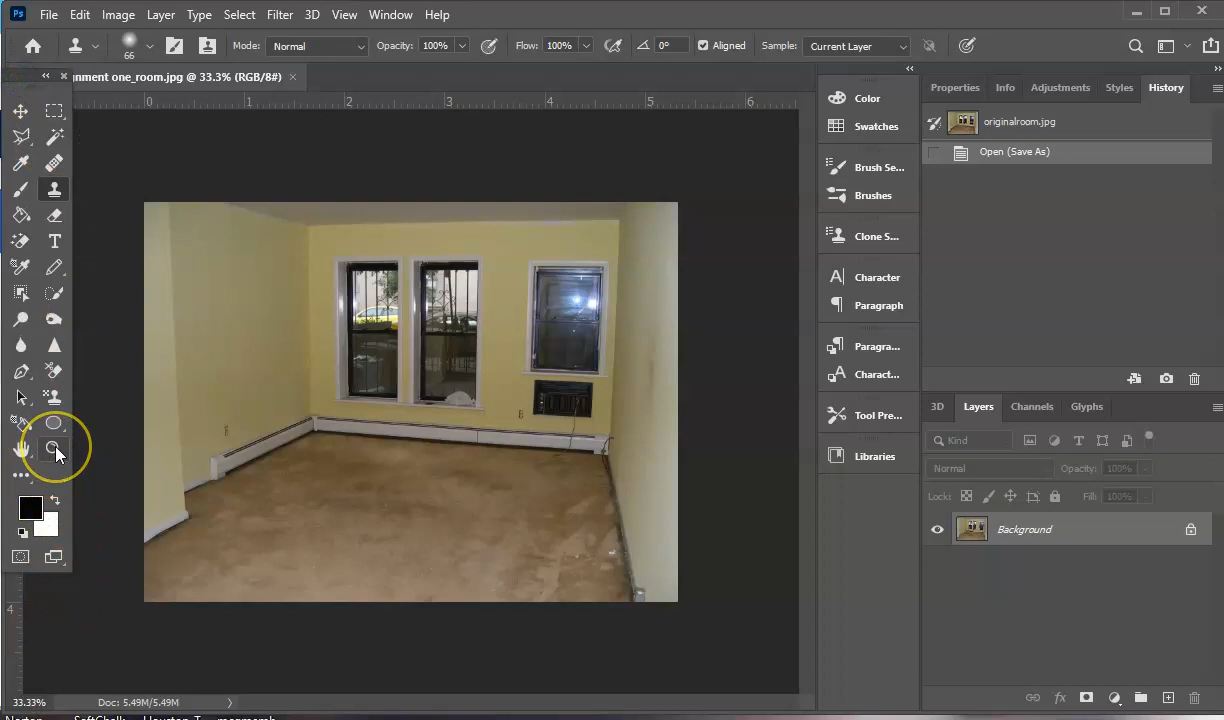 Ps File Edit Image Layer Type Select Filter 3D View Window Help
66 Mode: Normal Opacity: 100% Flow: 100% 0° Aligned Sample: Current Layer
gnment one_room.jpg @ 33.3% (RGB/8#) ×
0 1 2 3 4 5 6
Color
Swatches
Brush Se...
Brushes
Clone S...
Character
Paragraph
Paragra...
Charact...
Tool Pre...
Libraries
Properties Info Adjustments Styles History
originalroom.jpg
Open (Save As)
3D Layers Channels Glyphs
Kind
Normal Opacity: 100%
Lock: Fill: 100%
Background
4
33.33% Doc: 5.49M/5.49M